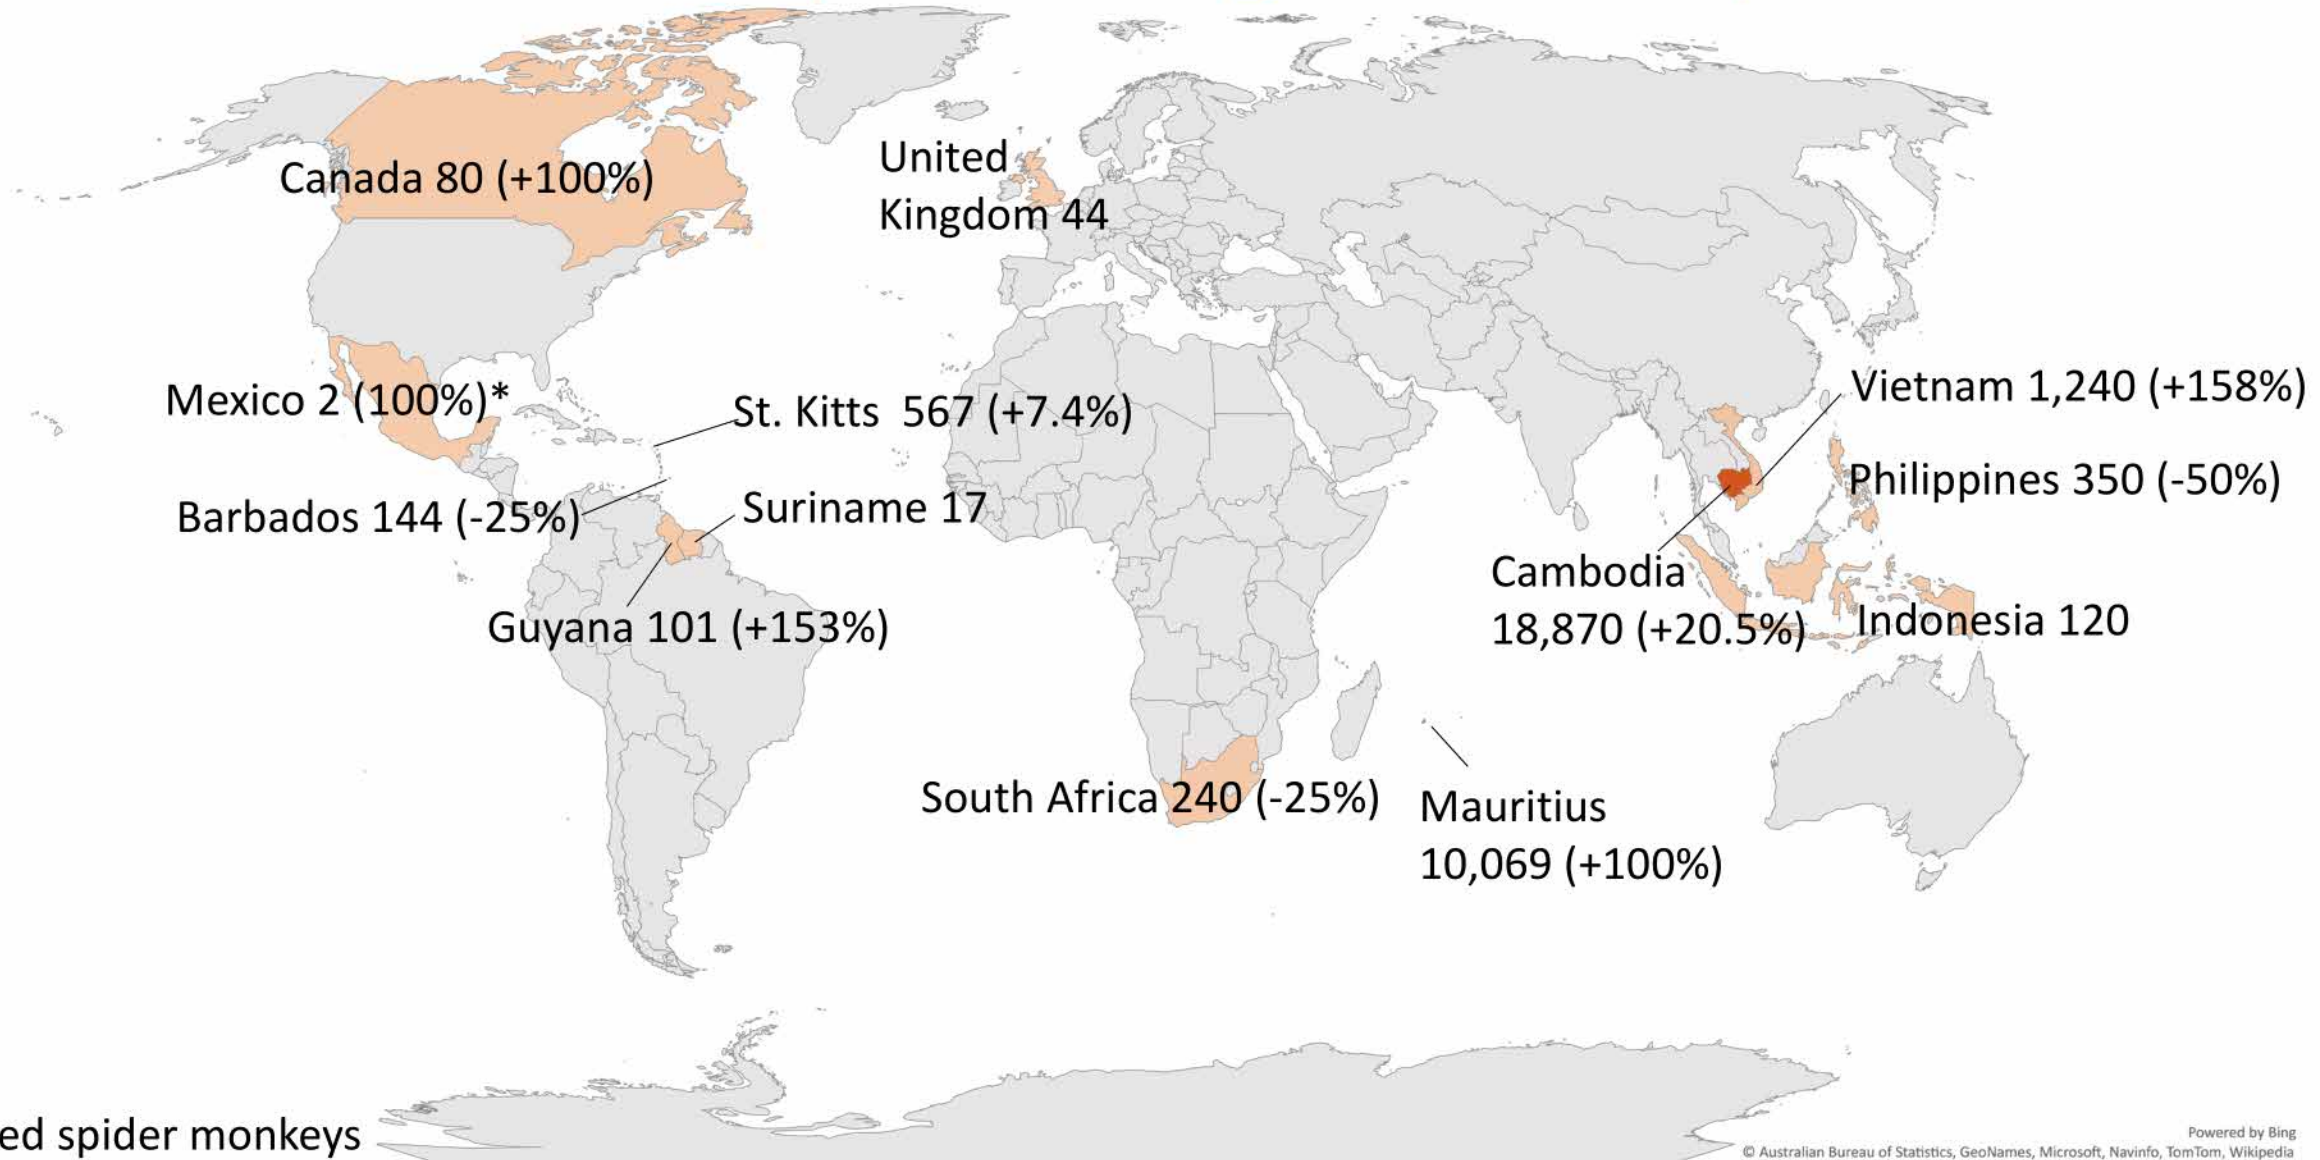 United
Kingdom 44
Canada 80 (+100%)
Mexico 2 (100%)*
St. Kitts 567 (+7.4%)
Vietnam 1,240 (+158%)
Philippines 350 (-50%)
Barbados 144 (-25%)
Suriname 17
Cambodia
18,870 (+20.5%)
Indonesia 120
Guyana 101 (+153%)
South Africa 240 (-25%)
Mauritius
10,069 (+100%)
ed spider monkeys
Powered by Bing
© Australian Bureau of Statistics, GeoNames, Microsoft, Navinfo, TomTom, Wikipedia